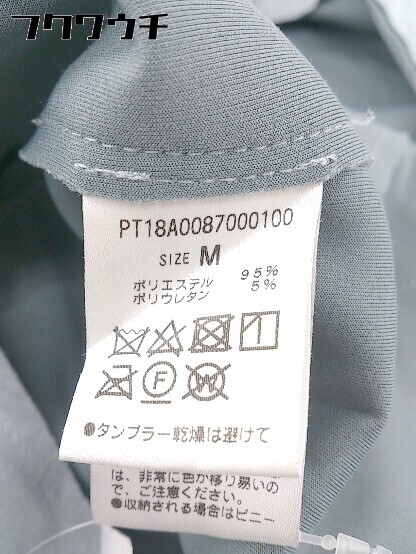 フクワウチ
PT18A0087000100
SIZE M
ポリエステル 95%
ポリウレタン 5%
F W
●タンブラー乾燥は避けて
は、非常に色が移り易いの
で、ご注意ください。
●収納される場合はビニー